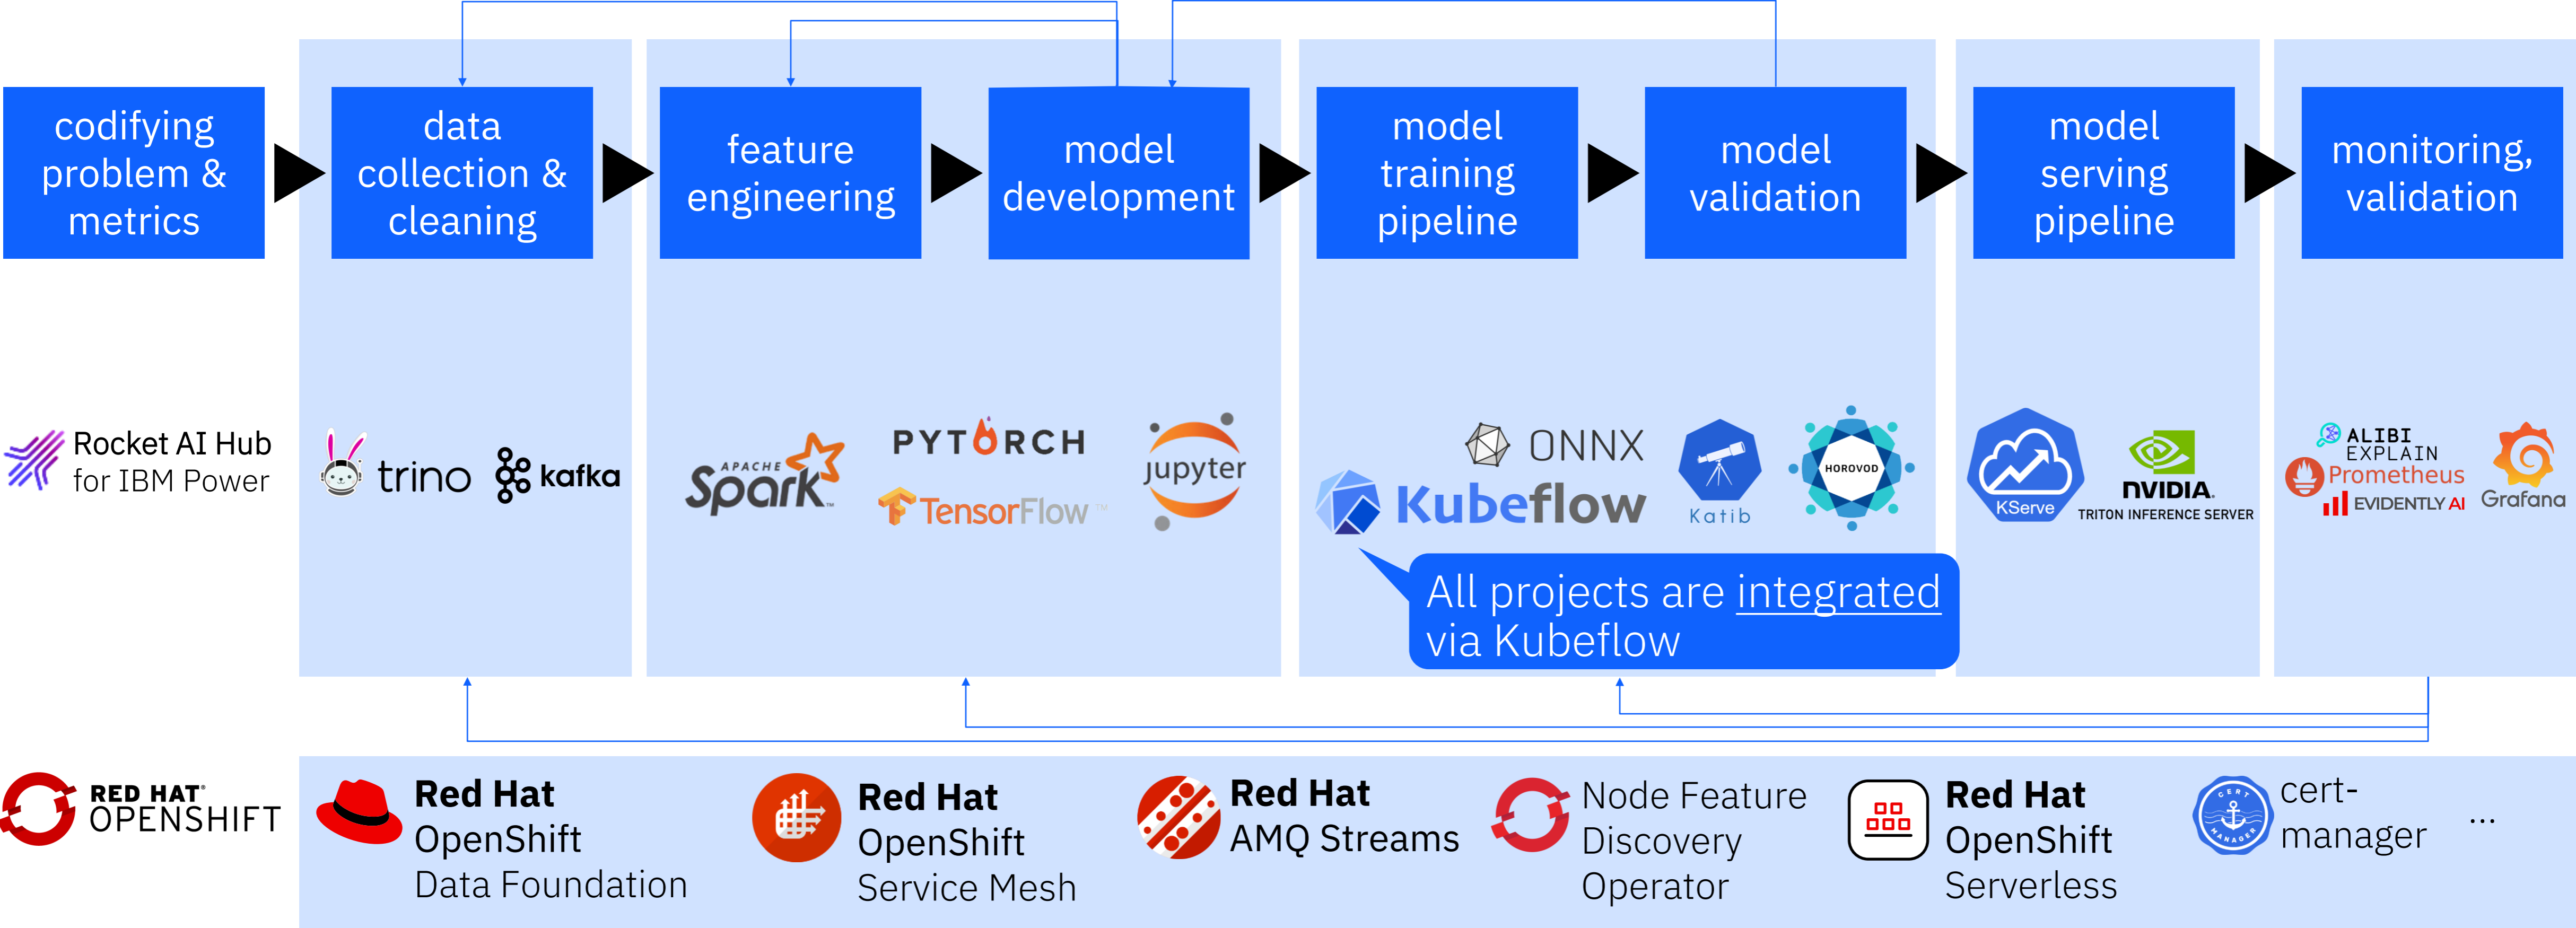 codifying
problem &
metrics
data
collection &
cleaning
feature
engineering
model
development
model
training
pipeline
model
validation
model
serving
pipeline
monitoring,
validation
Rocket AI Hub
for IBM Power
trino
kafka
APACHE
Spark™
PYTORCH
TensorFlow™
jupyter
ONNX
Kubeflow
Katib
HOROVOD
KServe
NVIDIA.
TRITON INFERENCE SERVER
ALIBI
EXPLAIN
Prometheus
EVIDENTLY AI
Grafana
All projects are integrated
via Kubeflow
RED HAT®
OPENSHIFT
Red Hat
OpenShift
Data Foundation
Red Hat
OpenShift
Service Mesh
Red Hat
AMQ Streams
Node Feature
Discovery
Operator
Red Hat
OpenShift
Serverless
CERT
MANAGER
cert-
manager
...